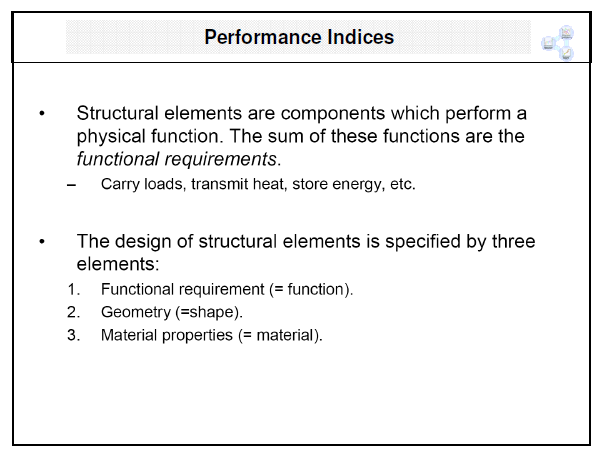 Performance Indices
• Structural elements are components which perform a
physical function. The sum of these functions are the
functional requirements.
– Carry loads, transmit heat, store energy, etc.
• The design of structural elements is specified by three
elements:
1. Functional requirement (= function).
2. Geometry (=shape).
3. Material properties (= material).